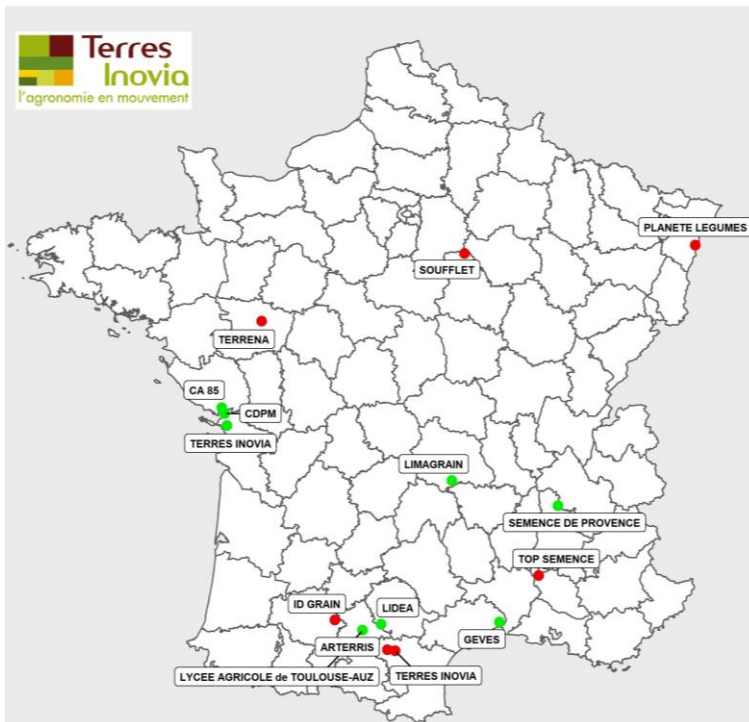 Terres
Inovia
l'agronomie en mouvement
PLANETE LEGUMES
SOUFFLET
TERRENA
CA 85
CDPM
TERRES INOVIA
LIMAGRAIN
SEMENCE DE PROVENCE
TOP SEMENCE
ID GRAIN
LIDEA
GEVES
ARTERRIS
LYCEE AGRICOLE de TOULOUSE-AUZ
TERRES INOVIA